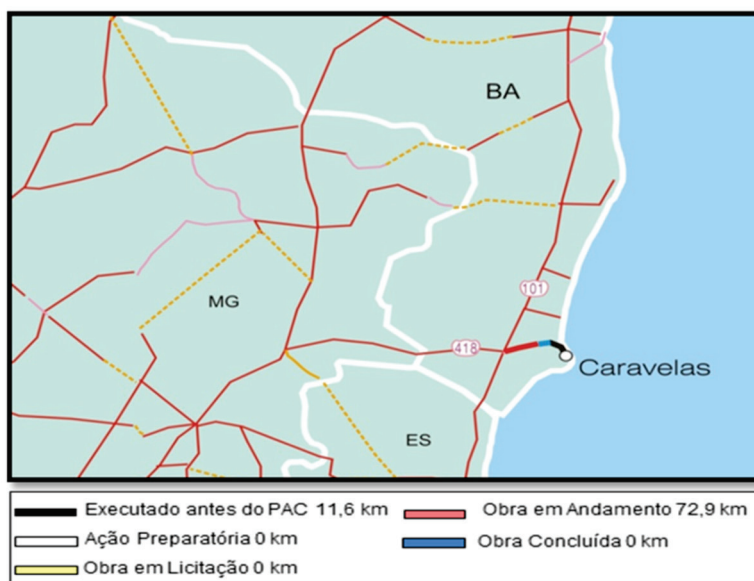 BA
MG
101
418
Caravelas
ES
Executado antes do PAC 11,6 km
Obra em Andamento 72,9 km
Ação Preparatória 0 km
Obra Concluída 0 km
Obra em Licitação 0 km